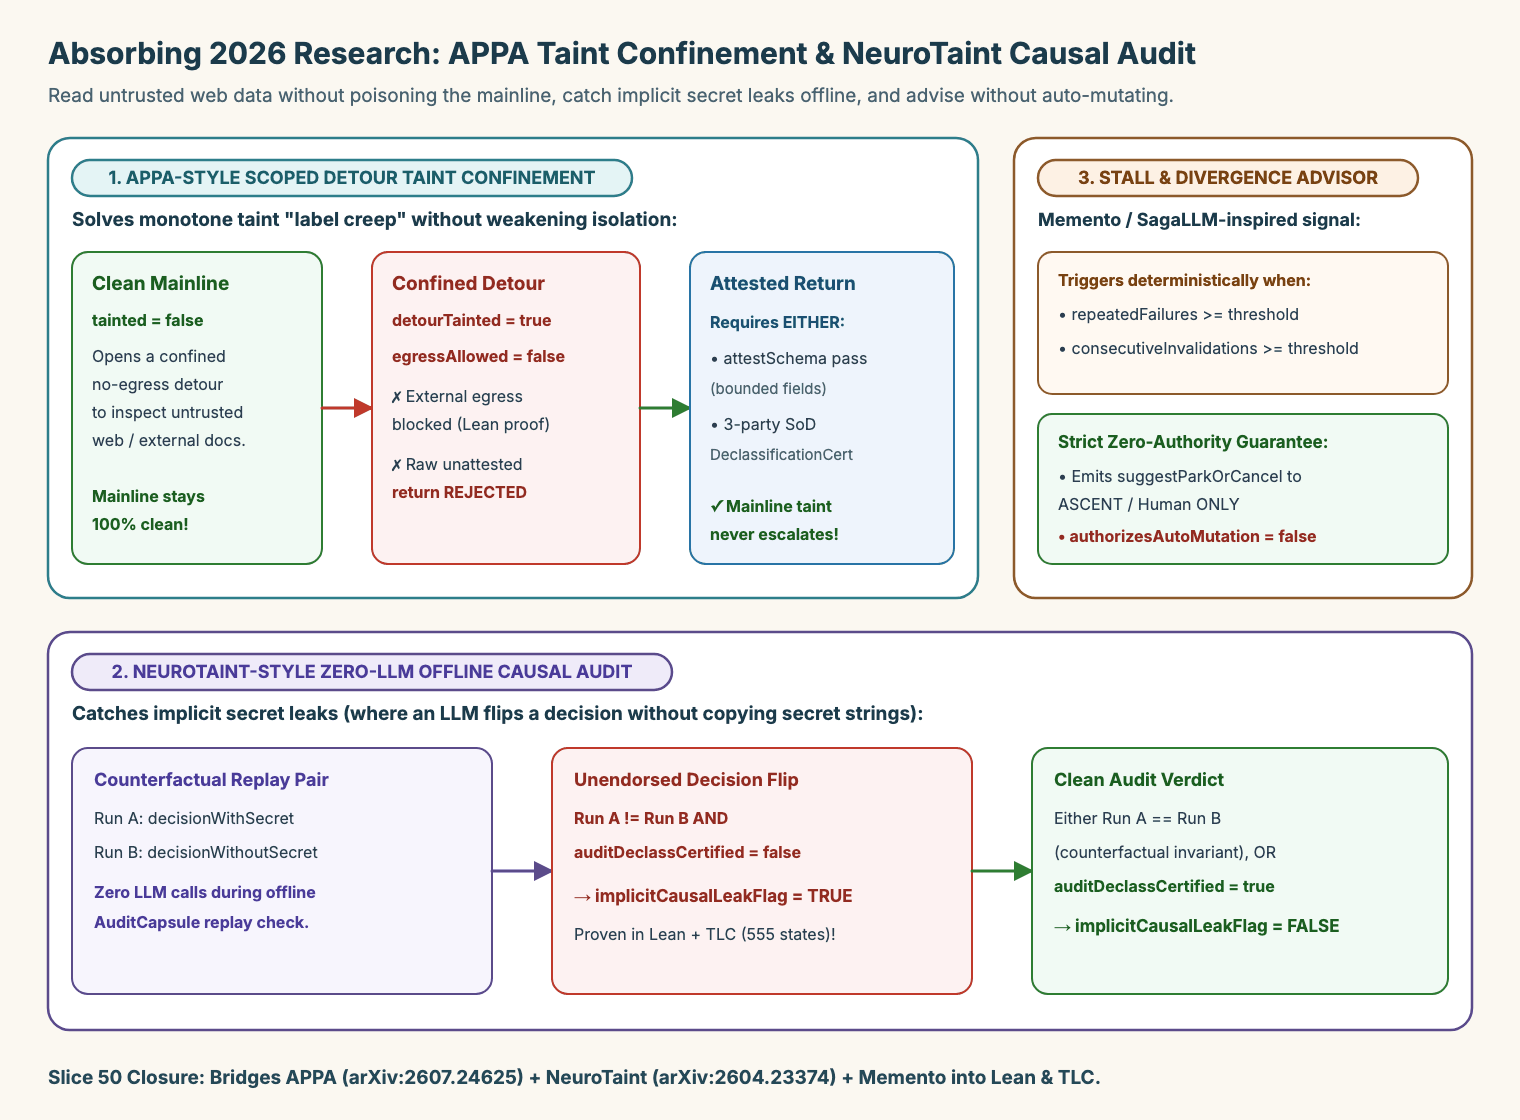 Absorbing 2026 Research: APPA Taint Confinement & NeuroTaint Causal Audit
Read untrusted web data without poisoning the mainline, catch implicit secret leaks offline, and advise without auto-mutating.
1. APPA-STYLE SCOPED DETOUR TAINT CONFINEMENT
Solves monotone taint "label creep" without weakening isolation:
Clean Mainline
tainted = false
Opens a confined
no-egress detour
to inspect untrusted
web / external docs.
Mainline stays
100% clean!
Confined Detour
detourTainted = true
egressAllowed = false
✗ External egress
blocked (Lean proof)
✗ Raw unattested
return REJECTED
Attested Return
Requires EITHER:
• attestSchema pass
(bounded fields)
• 3-party SoD
DeclassificationCert
✓ Mainline taint
never escalates!
3. STALL & DIVERGENCE ADVISOR
Memento / SagaLLM-inspired signal:
Triggers deterministically when:
• repeatedFailures >= threshold
• consecutiveInvalidations >= threshold
Strict Zero-Authority Guarantee:
• Emits suggestParkOrCancel to
ASCENT / Human ONLY
• authorizesAutoMutation = false
2. NEUROTAINT-STYLE ZERO-LLM OFFLINE CAUSAL AUDIT
Catches implicit secret leaks (where an LLM flips a decision without copying secret strings):
Counterfactual Replay Pair
Run A: decisionWithSecret
Run B: decisionWithoutSecret
Zero LLM calls during offline
AuditCapsule replay check.
Unendorsed Decision Flip
Run A != Run B AND
auditDeclassCertified = false
→ implicitCausalLeakFlag = TRUE
Proven in Lean + TLC (555 states)!
Clean Audit Verdict
Either Run A == Run B
(counterfactual invariant), OR
auditDeclassCertified = true
→ implicitCausalLeakFlag = FALSE
Slice 50 Closure: Bridges APPA (arXiv:2607.24625) + NeuroTaint (arXiv:2604.23374) + Memento into Lean & TLC.